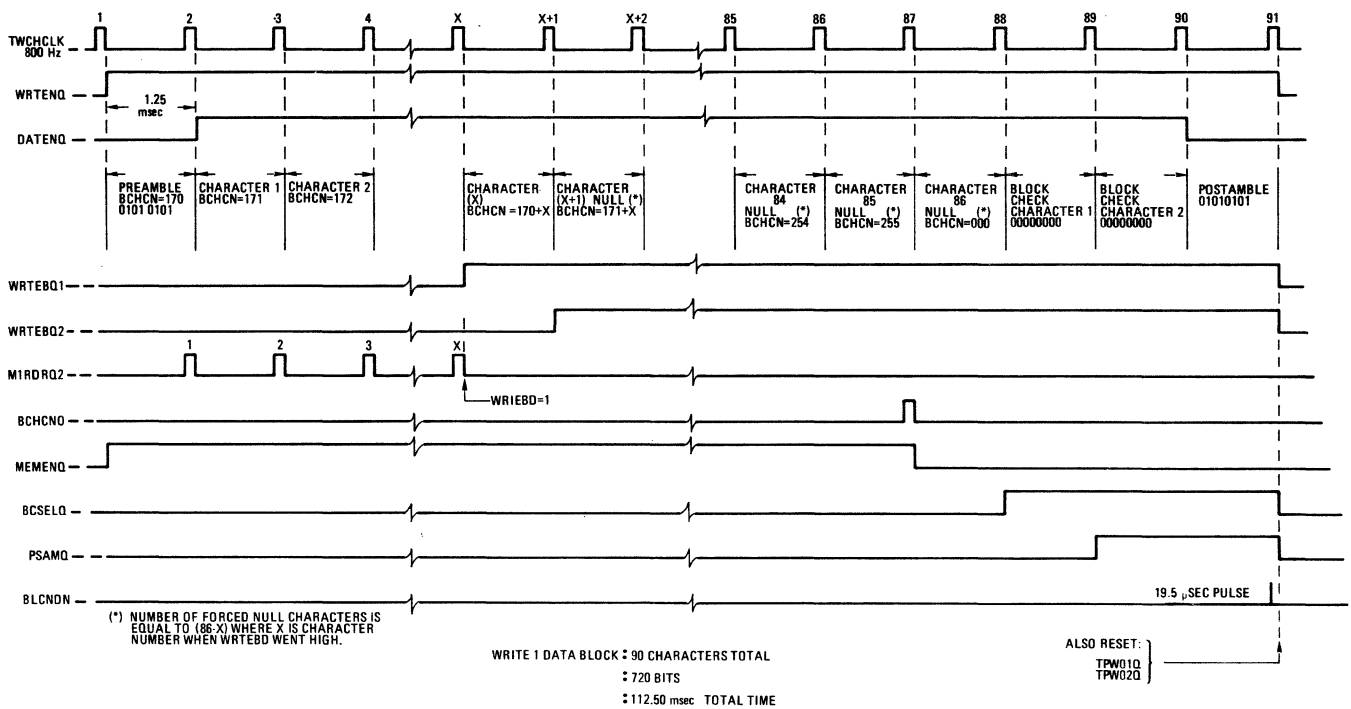 1 2 3 4 X X+1 X+2 85 86 87 88 89 90 91
TWCHCLK
800 Hz
WRTENQ
1.25
msec
DATENQ
PREAMBLE
BCHCN=170
0101 0101
CHARACTER 1
BCHCN=171
CHARACTER 2
BCHCN=172
CHARACTER
(X)
BCHCN =170+X
CHARACTER
(X+1) NULL (*)
BCHCN=171+X
CHARACTER
84
NULL (*)
BCHCN=254
CHARACTER
85
NULL (*)
BCHCN=255
CHARACTER
86
NULL (*)
BCHCN=000
BLOCK
CHECK
CHARACTER 1
00000000
BLOCK
CHECK
CHARACTER 2
00000000
POSTAMBLE
01010101
WRTEBQ1
WRTEBQ2
1 2 3 X
M1RDRQ2
WRIEBD=1
BCHCNO
MEMENQ
BCSELQ
PSAMQ
BLCNDN
19.5 μSEC PULSE
(*) NUMBER OF FORCED NULL CHARACTERS IS
EQUAL TO (86-X) WHERE X IS CHARACTER
NUMBER WHEN WRTEBD WENT HIGH.
WRITE 1 DATA BLOCK : 90 CHARACTERS TOTAL
: 720 BITS
: 112.50 msec TOTAL TIME
ALSO RESET:
TPW01Q
TPW02Q